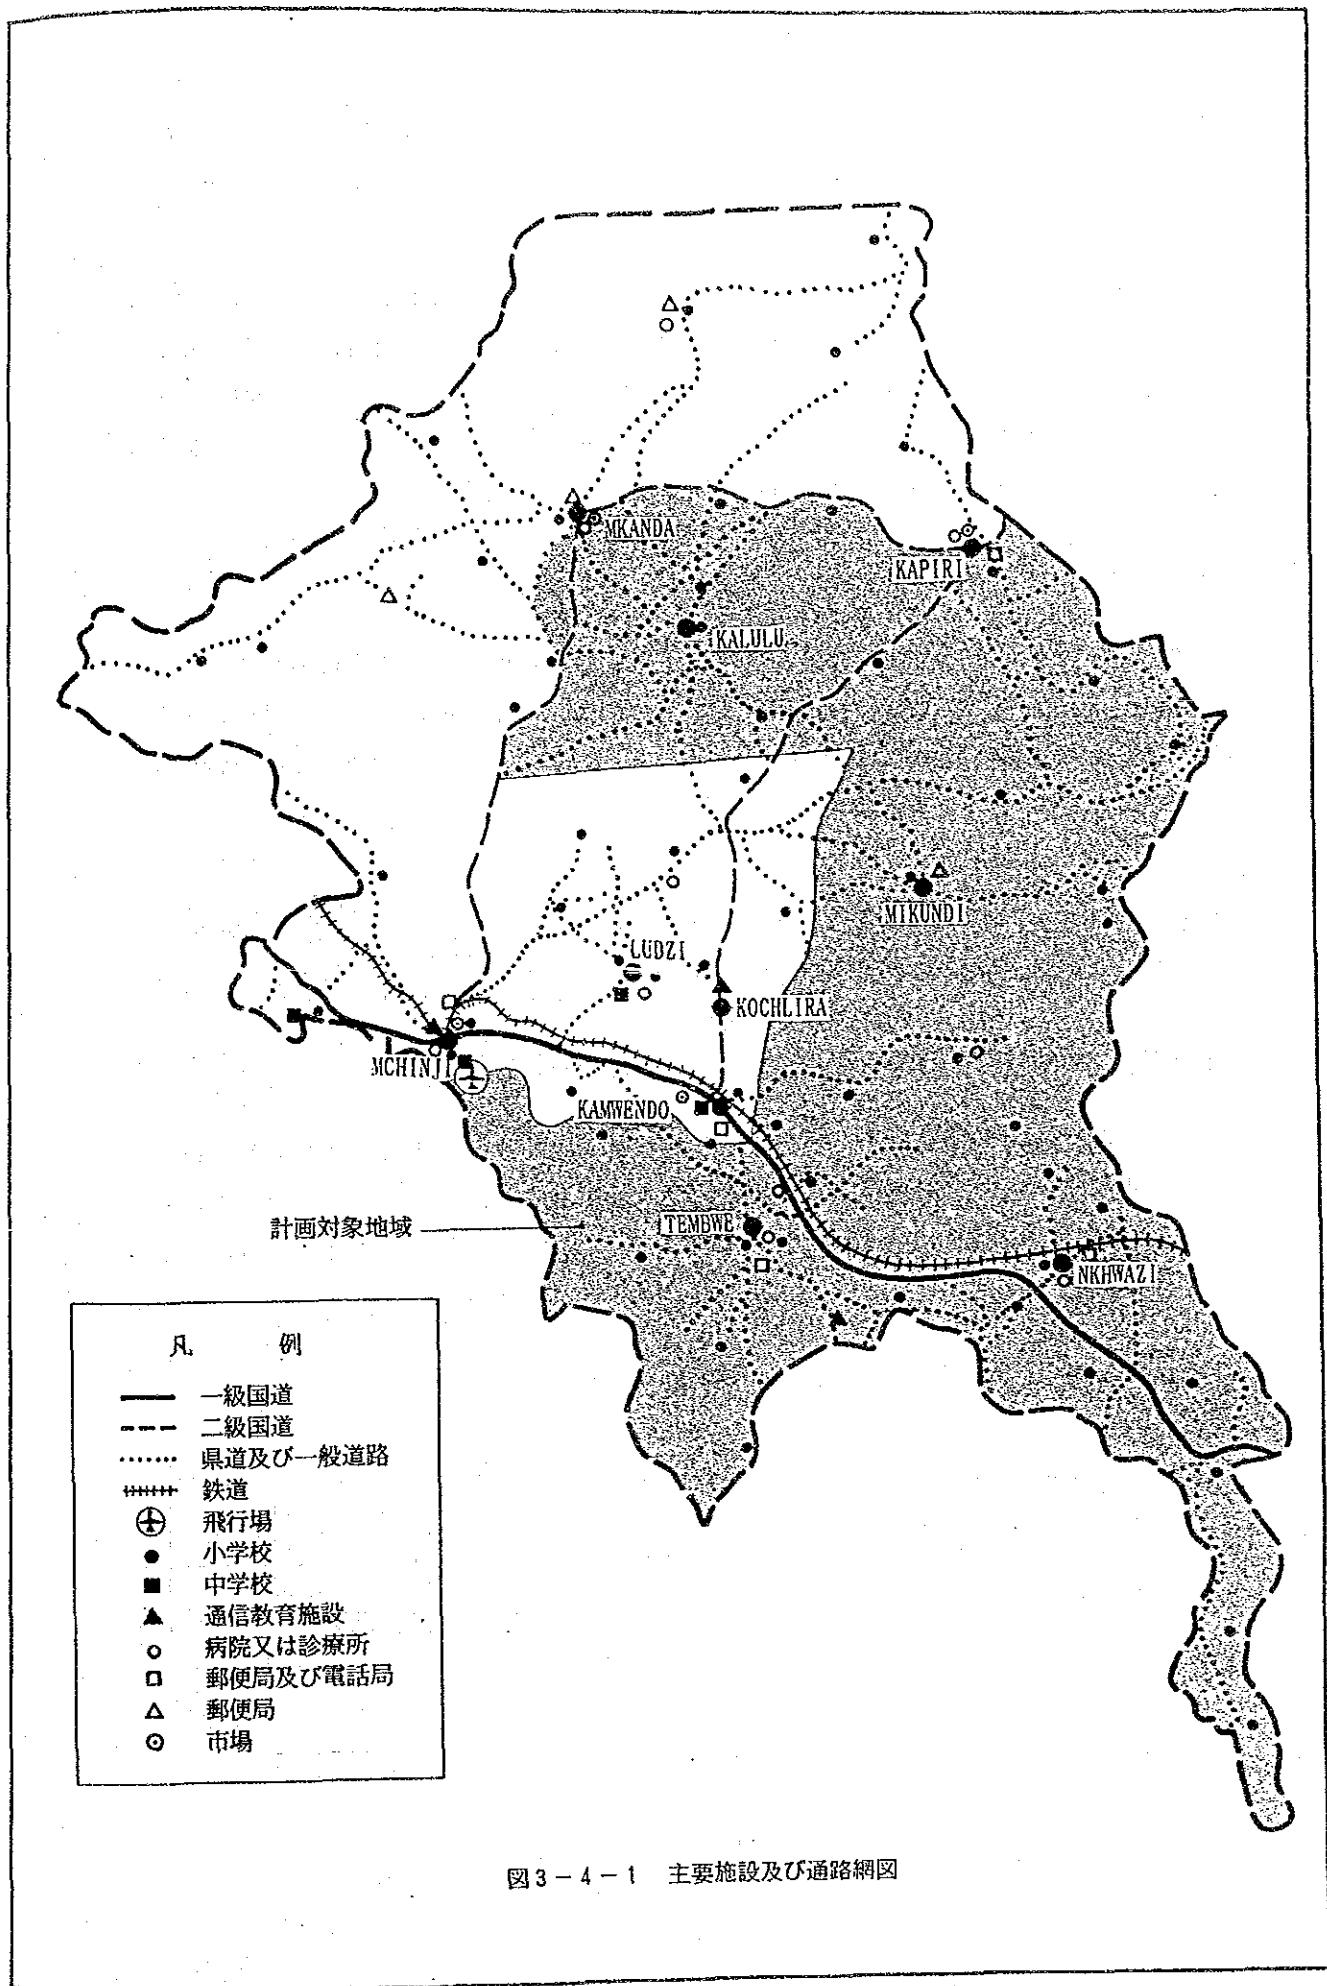 MKANDA
KAPIRI
KALULU
MIKUNDI
LUDZI
KOCHLIRA
MCHINJI
KAMWENDO
計画対象地域
TEMBWE
NKHWAZI
凡 例
一級国道
二級国道
県道及び一般道路
鉄道
飛行場
小学校
中学校
通信教育施設
病院又は診療所
郵便局及び電話局
郵便局
市場
図3-4-1 主要施設及び通路網図